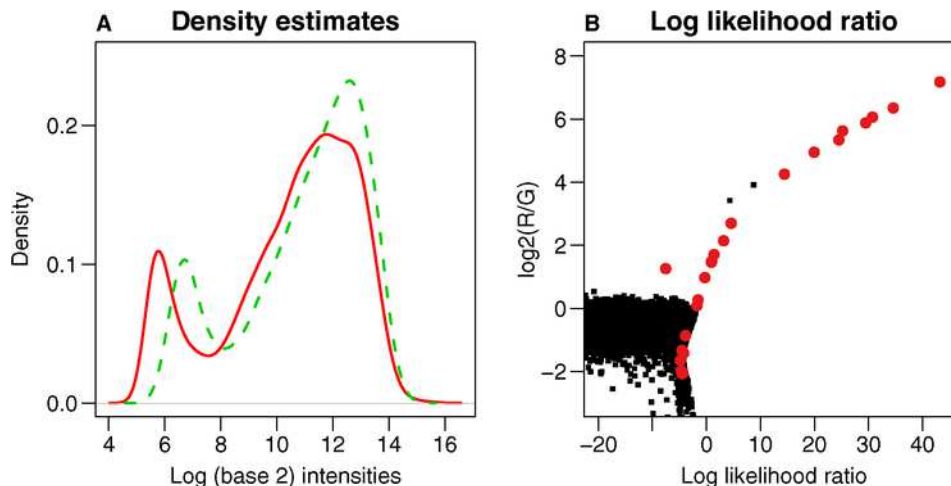 A Density estimates
Density
0.2
0.1
0.0
4 6 8 10 12 14 16
Log (base 2) intensities
B Log likelihood ratio
log2(R/G)
8
6
4
2
0
−2
−20 −10 0 10 20 30 40
Log likelihood ratio